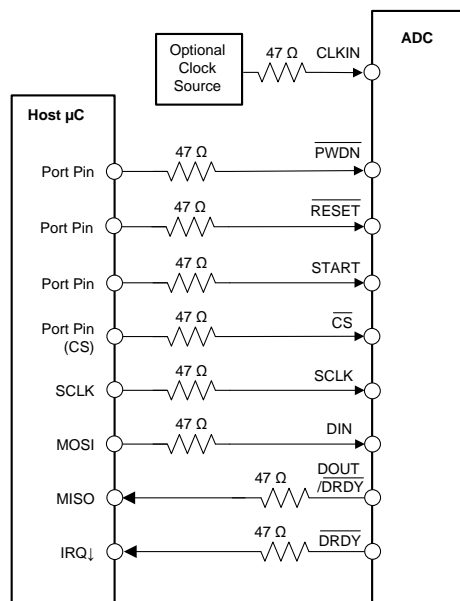 Optional
Clock
Source
47 Ω
CLKIN
ADC
Host µC
Port Pin
47 Ω
PWDN
Port Pin
47 Ω
RESET
Port Pin
47 Ω
START
Port Pin
(CS)
47 Ω
CS
SCLK
47 Ω
SCLK
MOSI
47 Ω
DIN
MISO
47 Ω
DOUT
/DRDY
IRQ↓
47 Ω
DRDY